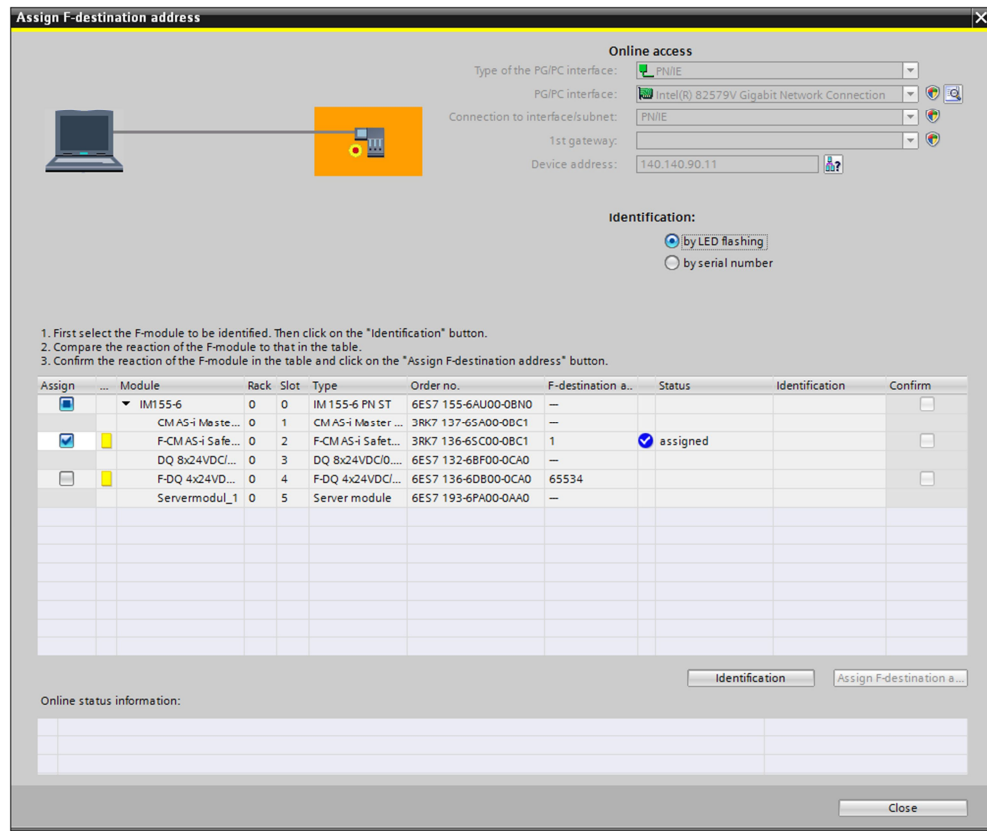 Assign F-destination address
Online access
Type of the PG/PC interface: PN/IE
PG/PC interface: Intel(R) 82579V Gigabit Network Connection
Connection to interface/subnet: PN/IE
1st gateway:
Device address: 140.140.90.11
Identification:
by LED flashing
by serial number
1. First select the F-module to be identified. Then click on the "Identification" button.
2. Compare the reaction of the F-module to that in the table.
3. Confirm the reaction of the F-module in the table and click on the "Assign F-destination address" button.
Assign ... Module Rack Slot Type Order no. F-destination a.. Status Identification Confirm
IM155-6 0 0 IM 155-6 PN ST 6ES7 155-6AU00-0BN0 —
CM AS-i Maste... 0 1 CM AS-i Master ... 3RK7 137-6SA00-0BC1 —
F-CM AS-i Safe... 0 2 F-CM AS-i Safet... 3RK7 136-6SC00-0BC1 1 assigned
DQ 8x24VDC/... 0 3 DQ 8x24VDC/0.... 6ES7 132-6BF00-0CA0 —
F-DQ 4x24VD... 0 4 F-DQ 4x24VDC/... 6ES7 136-6DB00-0CA0 65534
Servermodul_1 0 5 Server module 6ES7 193-6PA00-0AA0 —
Identification Assign F-destination a...
Online status information:
Close